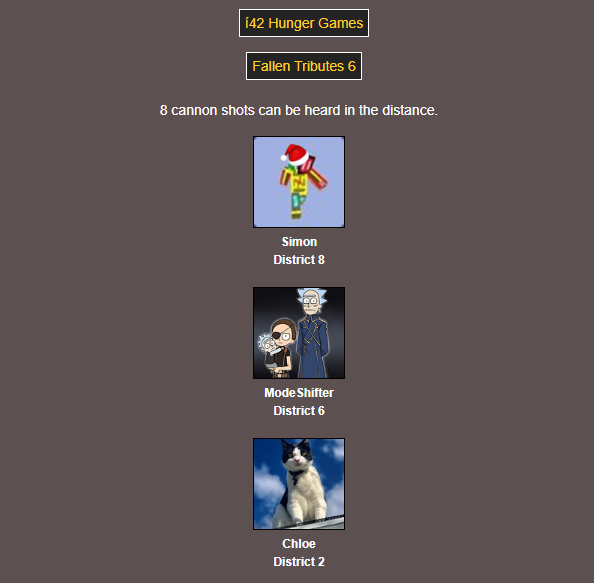 í42 Hunger Games
Fallen Tributes 6
8 cannon shots can be heard in the distance.
Simon
District 8
ModeShifter
District 6
Chloe
District 2